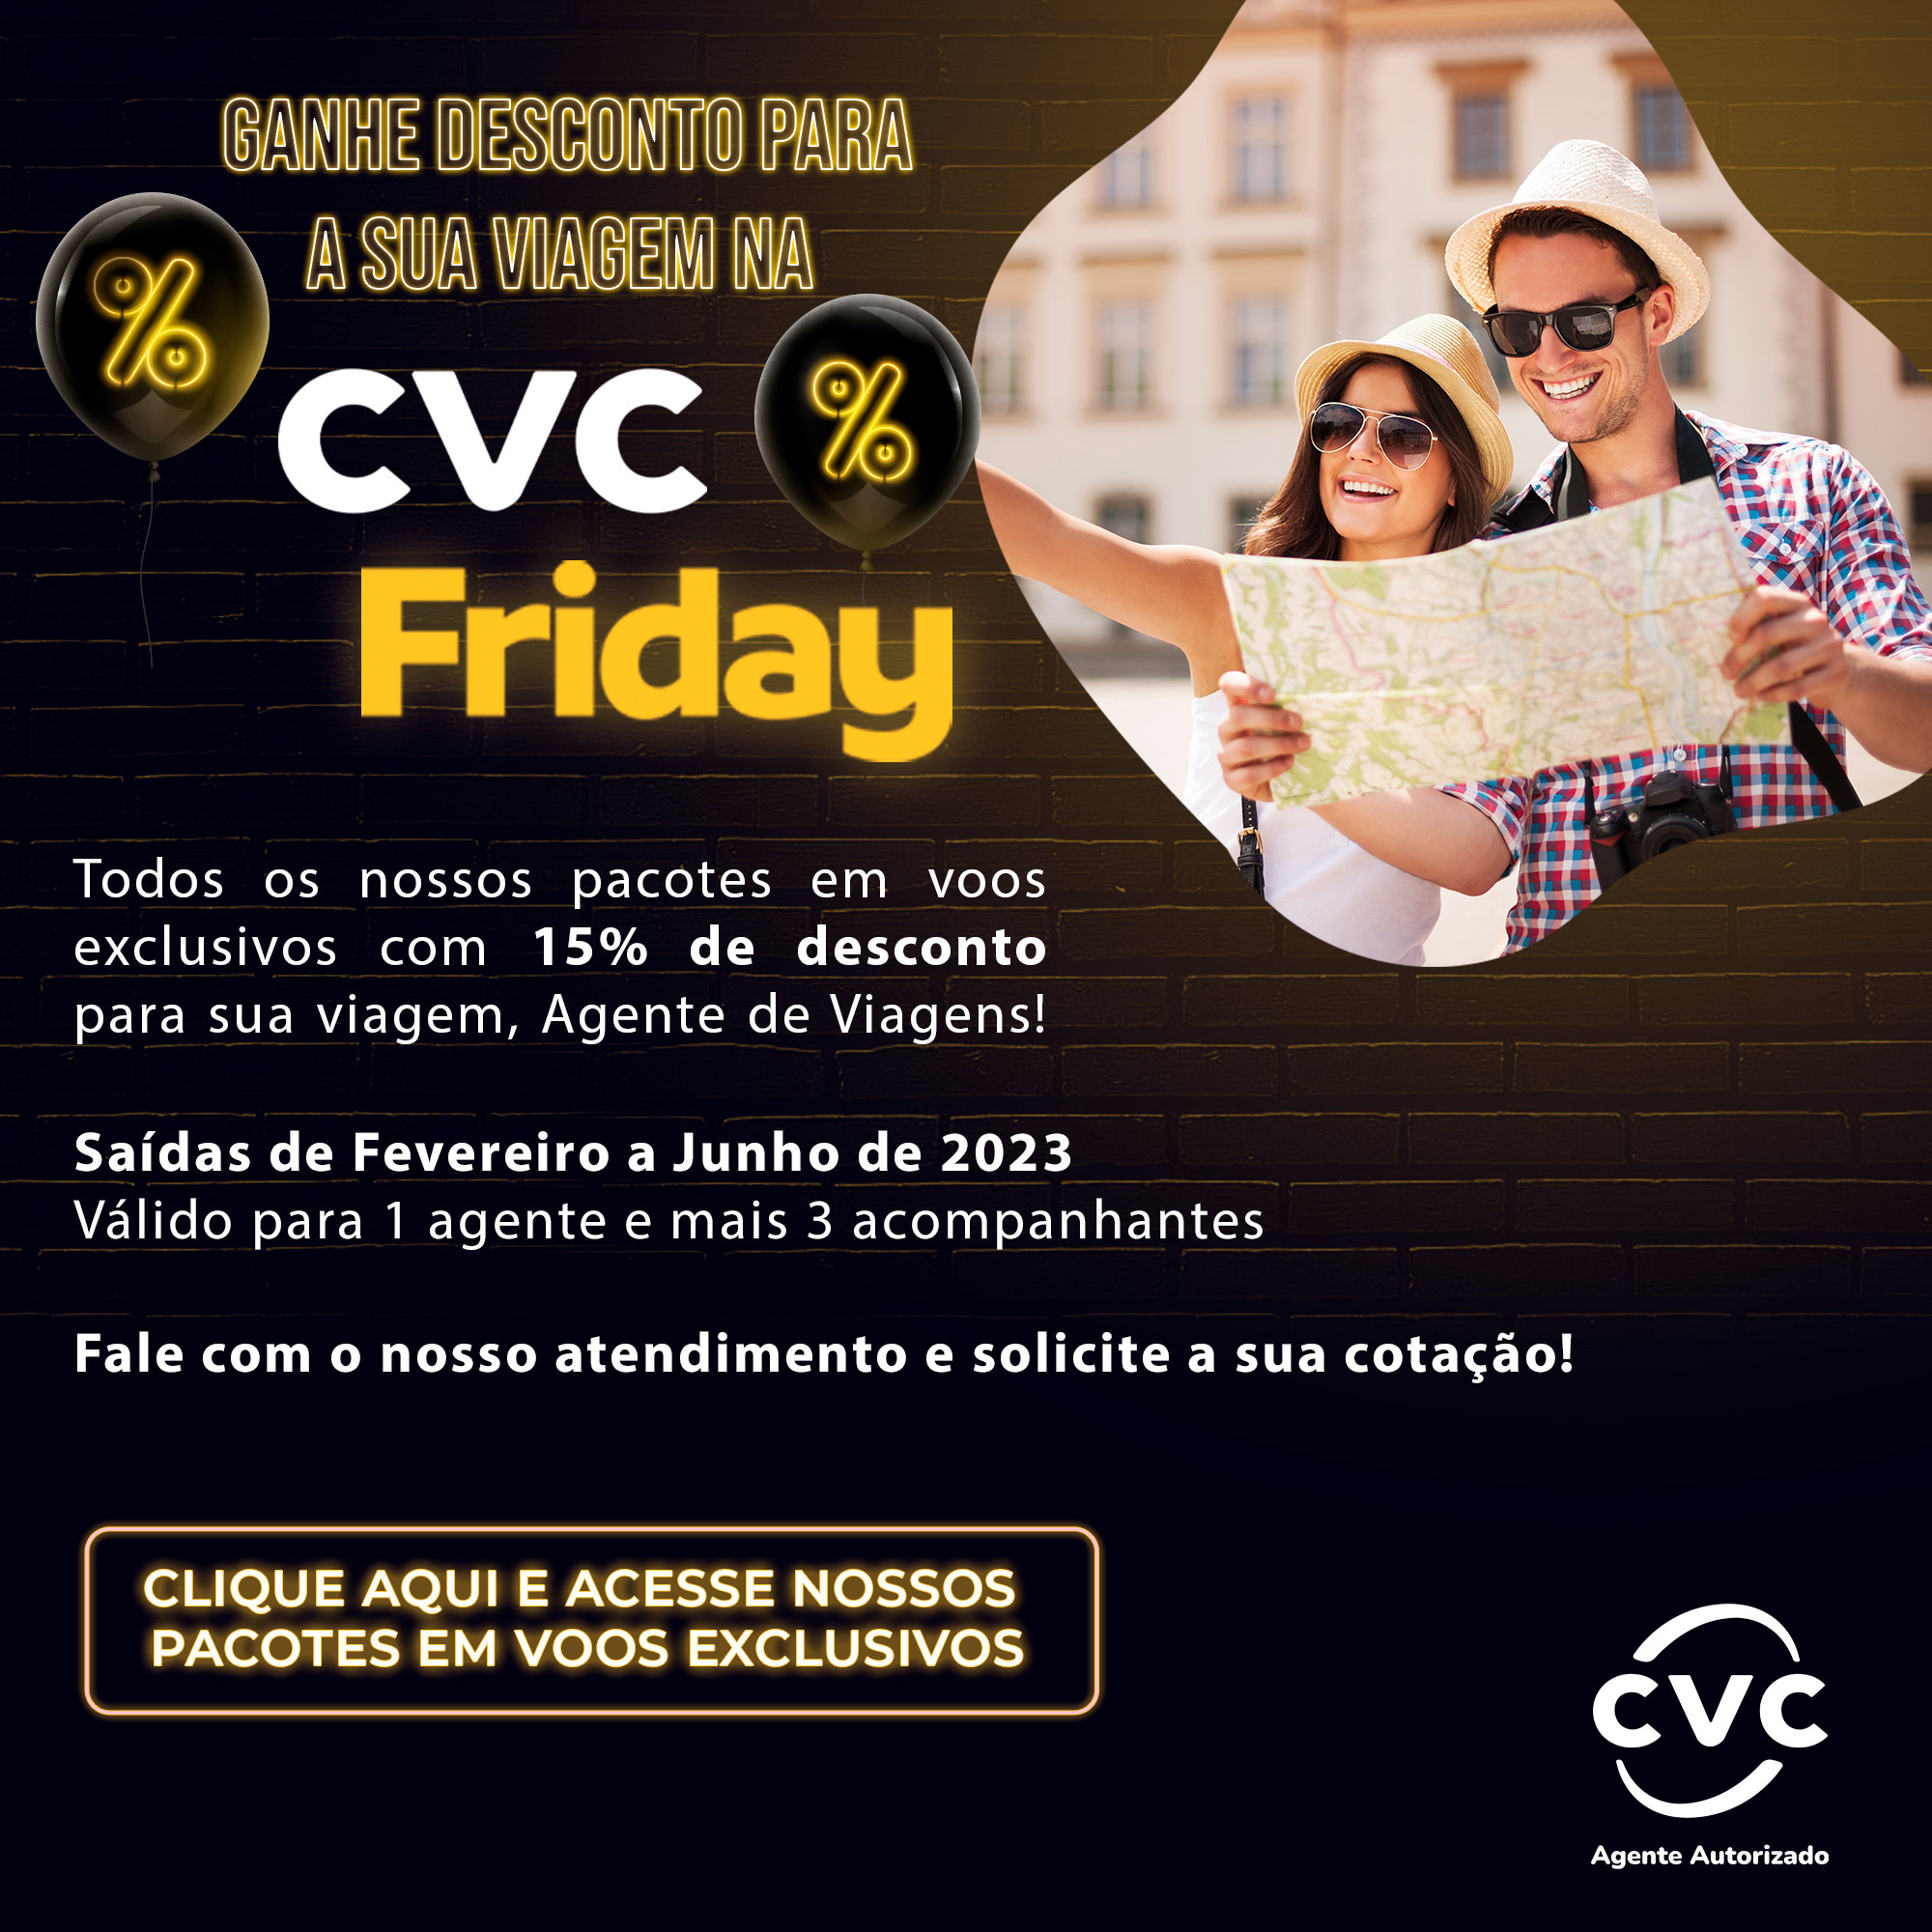 GANHE DESCONTO PARA
A SUA VIAGEM NA
%
%
CVC
Friday
Todos os nossos pacotes em voos
exclusivos com 15% de desconto
para sua viagem, Agente de Viagens!
Saídas de Fevereiro a Junho de 2023
Válido para 1 agente e mais 3 acompanhantes
Fale com o nosso atendimento e solicite a sua cotação!
CLIQUE AQUI E ACESSE NOSSOS
PACOTES EM VOOS EXCLUSIVOS
CVC
Agente Autorizado